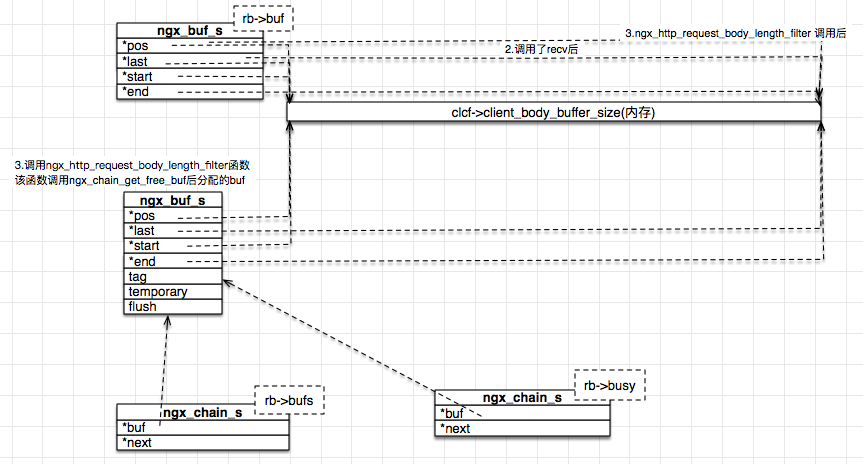 rb->buf
ngx_buf_s
*pos
*last
*start
*end
3.ngx_http_request_body_length_filter 调用后
2.调用了recv后
clcf->client_body_buffer_size(内存)
3.调用ngx_http_request_body_length_filter函数
该函数调用ngx_chain_get_free_buf后分配的buf
ngx_buf_s
*pos
*last
*start
*end
tag
temporary
flush
rb->bufs
ngx_chain_s
*buf
*next
rb->busy
ngx_chain_s
*buf
*next